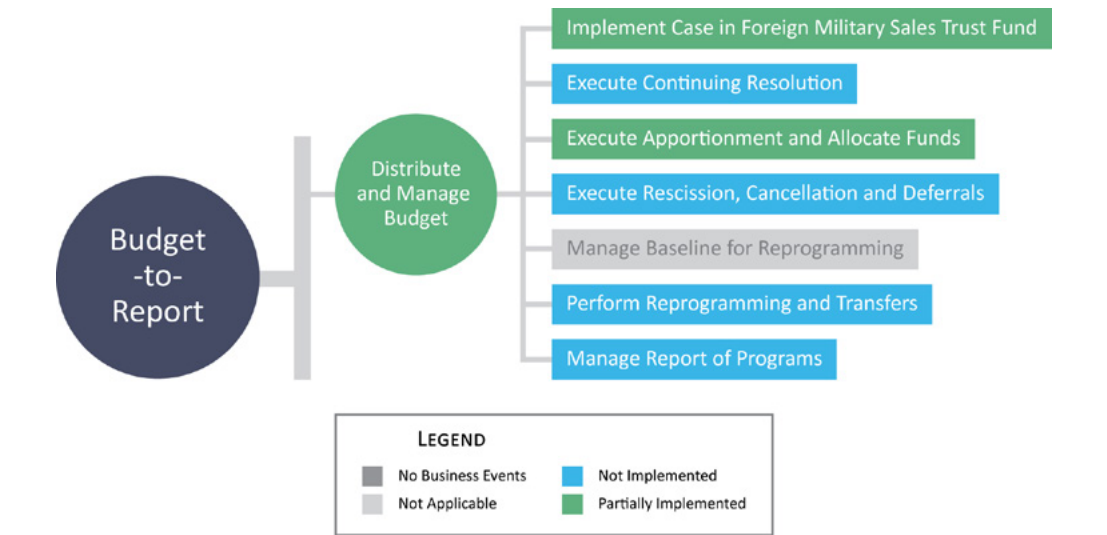 Budget
-to-
Report
Distribute
and Manage
Budget
Implement Case in Foreign Military Sales Trust Fund
Execute Continuing Resolution
Execute Apportionment and Allocate Funds
Execute Rescission, Cancellation and Deferrals
Manage Baseline for Reprogramming
Perform Reprogramming and Transfers
Manage Report of Programs
LEGEND
No Business Events
Not Implemented
Not Applicable
Partially Implemented